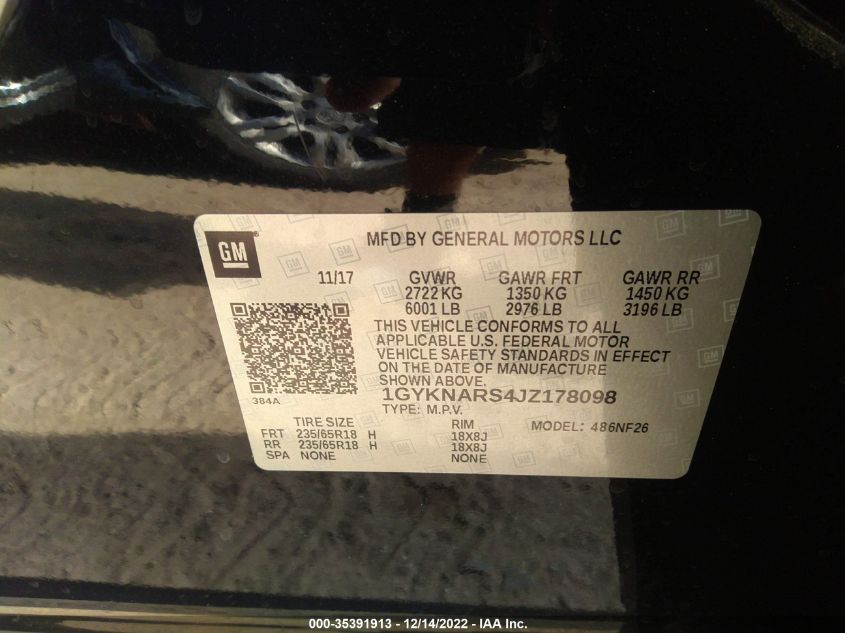 GM
MFD BY GENERAL MOTORS LLC
11/17 GVWR GAWR FRT GAWR RR
2722 KG 1350 KG 1450 KG
6001 LB 2976 LB 3196 LB
THIS VEHICLE CONFORMS TO ALL
APPLICABLE U.S. FEDERAL MOTOR
VEHICLE SAFETY STANDARDS IN EFFECT
ON THE DATE OF MANUFACTURE
SHOWN ABOVE.
384A
1GYKNARS4JZ178098
TYPE: M.P.V.
TIRE SIZE RIM MODEL: 486NF26
FRT 235/65R18 H 18X8J
RR 235/65R18 H 18X8J
SPA NONE NONE
000-35391913 - 12/14/2022 - IAA Inc.